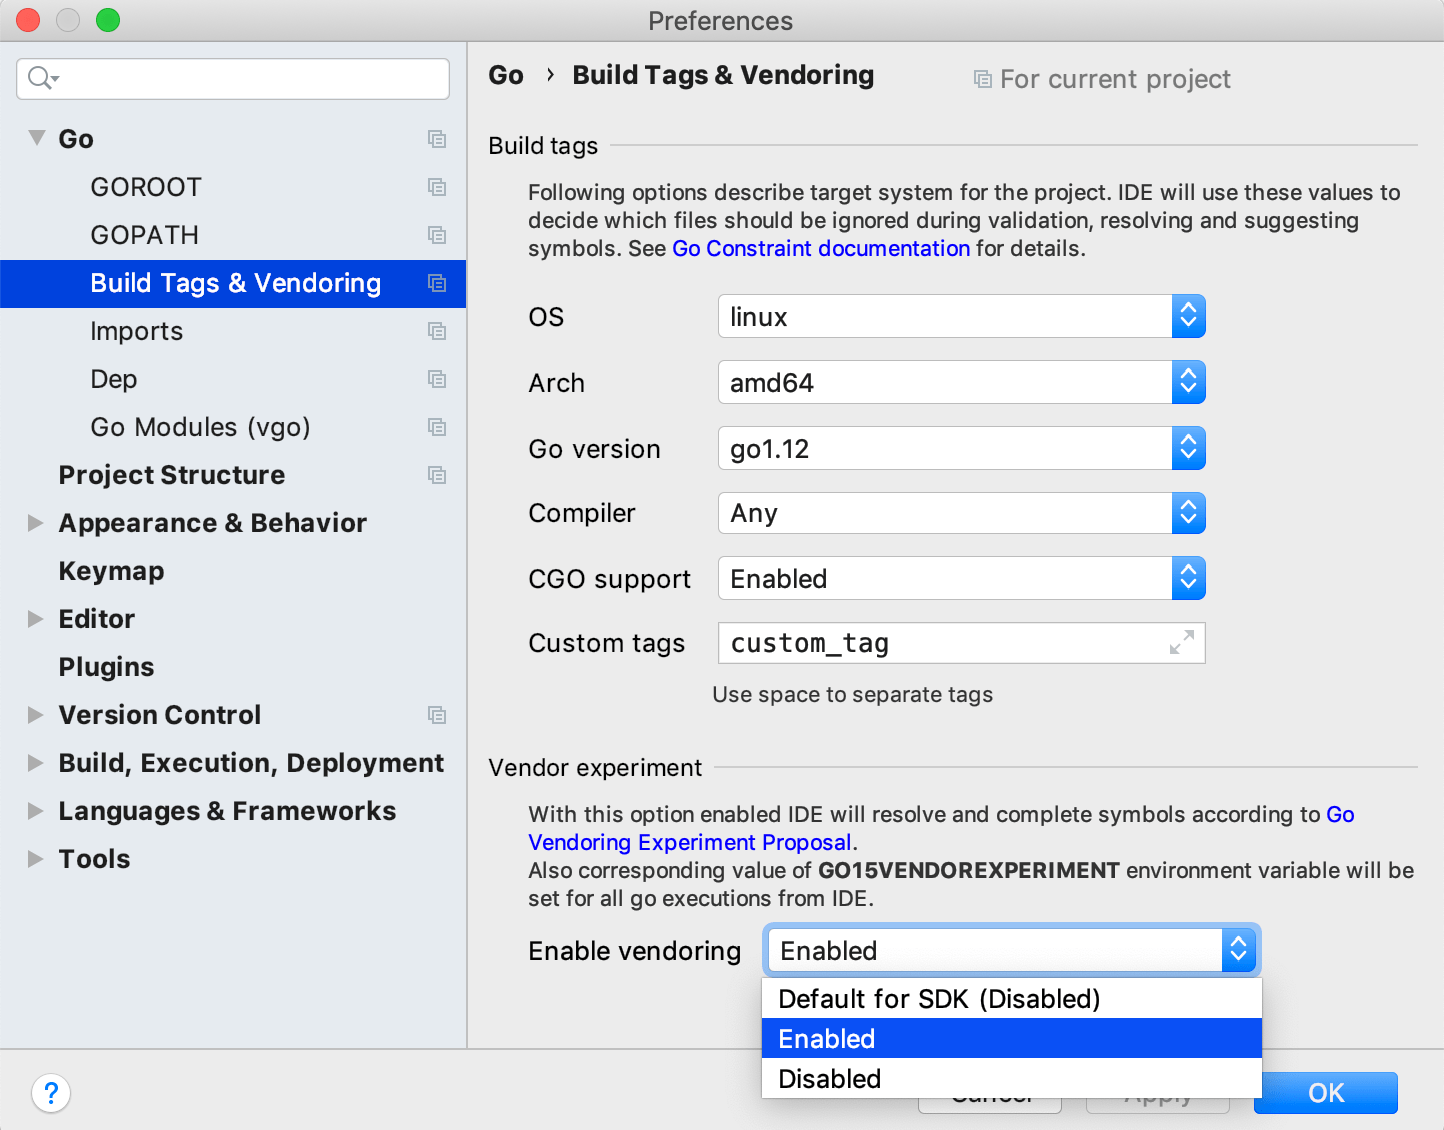 Preferences
Go
GOROOT
GOPATH
Build Tags & Vendoring
Imports
Dep
Go Modules (vgo)
Project Structure
Appearance & Behavior
Keymap
Editor
Plugins
Version Control
Build, Execution, Deployment
Languages & Frameworks
Tools
?
Go › Build Tags & Vendoring For current project
Build tags
Following options describe target system for the project. IDE will use these values to
decide which files should be ignored during validation, resolving and suggesting
symbols. See Go Constraint documentation for details.
OS linux
Arch amd64
Go version go1.12
Compiler Any
CGO support Enabled
Custom tags custom_tag
Use space to separate tags
Vendor experiment
With this option enabled IDE will resolve and complete symbols according to Go
Vendoring Experiment Proposal.
Also corresponding value of GO15VENDOREXPERIMENT environment variable will be
set for all go executions from IDE.
Enable vendoring Enabled
Default for SDK (Disabled)
Enabled
Disabled
Cancel Apply OK